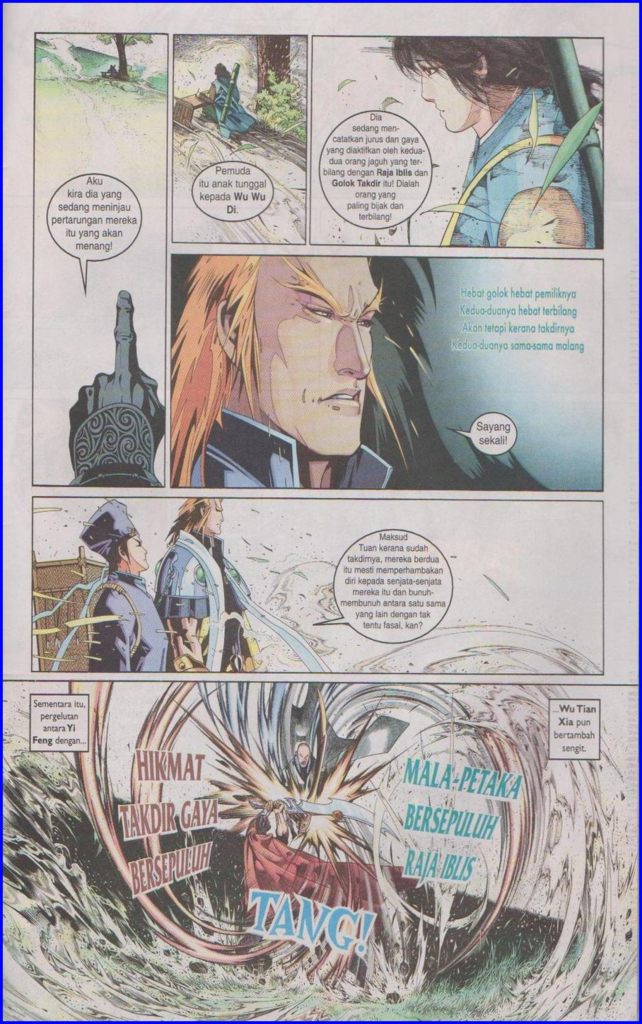 Aku
kira dia yang
sedang meninjau
pertarungan mereka
itu yang akan
menang!
Pemuda
itu anak tunggal
kepada Wu Wu
Di.
Dia
sedang men-
catatkan jurus dan gaya
yang diaktifkan oleh kedua-
dua orang jaguh yang ter-
bilang dengan Raja Iblis dan
Golok Takdir itu! Dialah
orang yang
paling bijak dan
terbilang!
Hebat golok hebat pemiliknya
Kedua-duanya hebat terbilang
Akan tetapi kerana takdirnya
Kedua-duanya sama-sama malang
Sayang
sekali!
Maksud
Tuan kerana sudah
takdirnya, mereka berdua
itu mesti memperhambakan
diri kepada senjata-senjata
mereka itu dan bunuh-
membunuh antara satu sama
yang lain dengan tak
tentu fasal, kan?
Sementara itu,
pergelutan
antara Yi
Feng dengan...
...Wu Tian
Xia pun
bertambah
sengit.
HIKMAT
TAKDIR GAYA
BERSEPULUH
MALA-PETAKA
BERSEPULUH
RAJA IBLIS
TANG!